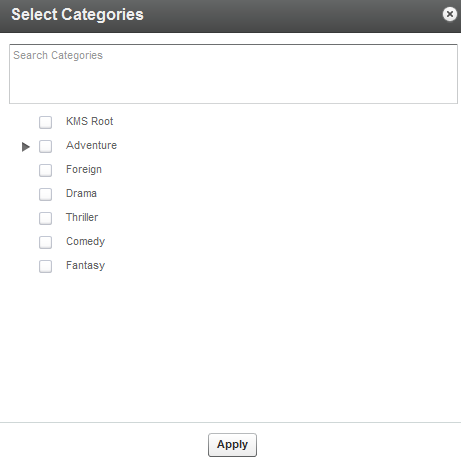 Select Categories
Search Categories
KMS Root
Adventure
Foreign
Drama
Thriller
Comedy
Fantasy
Apply